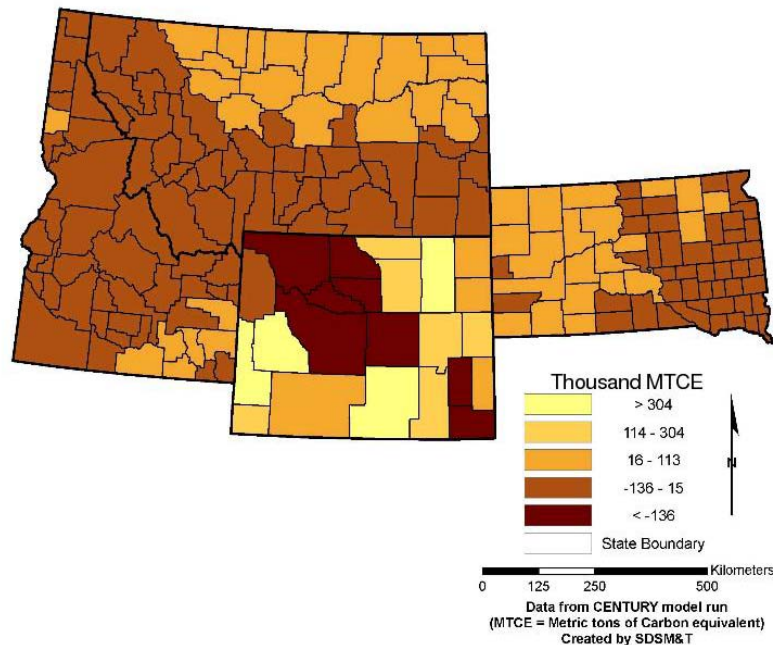 Thousand MTCE
> 304
114 - 304
16 - 113
-136 - 15
< -136
State Boundary
N
Kilometers
0 125 250 500
Data from CENTURY model run
(MTCE = Metric tons of Carbon equivalent)
Created by SDSM&T